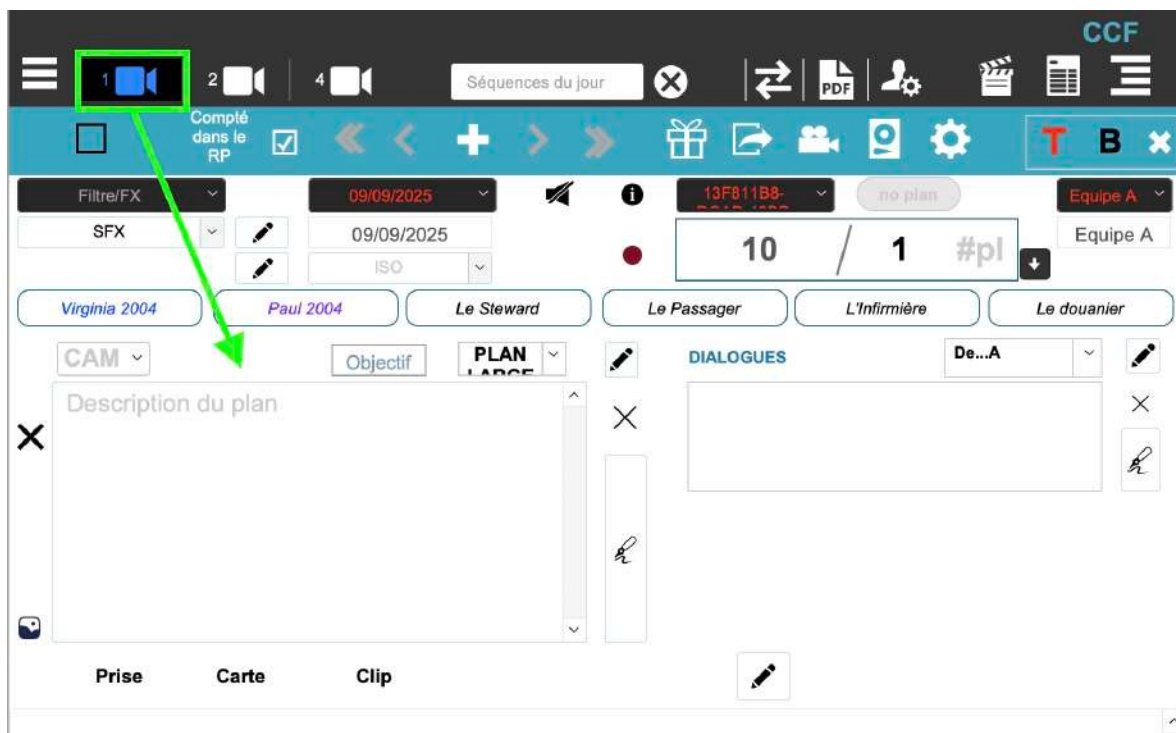 CCF
1 2 4 Séquences du jour PDF
Compté
dans le
RP
T B
Filtre/FX 09/09/2025 13F811B8- no plan Equipe A
SFX 09/09/2025 10 / 1 #pl Equipe A
ISO
Virginia 2004 Paul 2004 Le Steward Le Passager L'Infirmière Le douanier
CAM Objectif PLAN
LARGE
DIALOGUES De...A
Description du plan
Prise Carte Clip